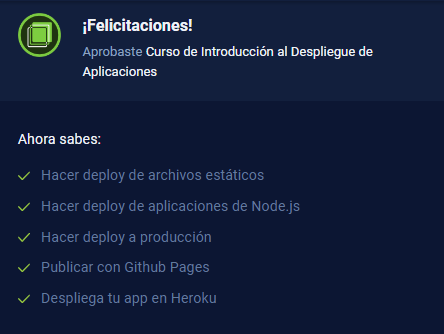 ¡Felicitaciones!
Aprobaste Curso de Introducción al Despliegue de
Aplicaciones
Ahora sabes:
Hacer deploy de archivos estáticos
Hacer deploy de aplicaciones de Node.js
Hacer deploy a producción
Publicar con Github Pages
Despliega tu app en Heroku